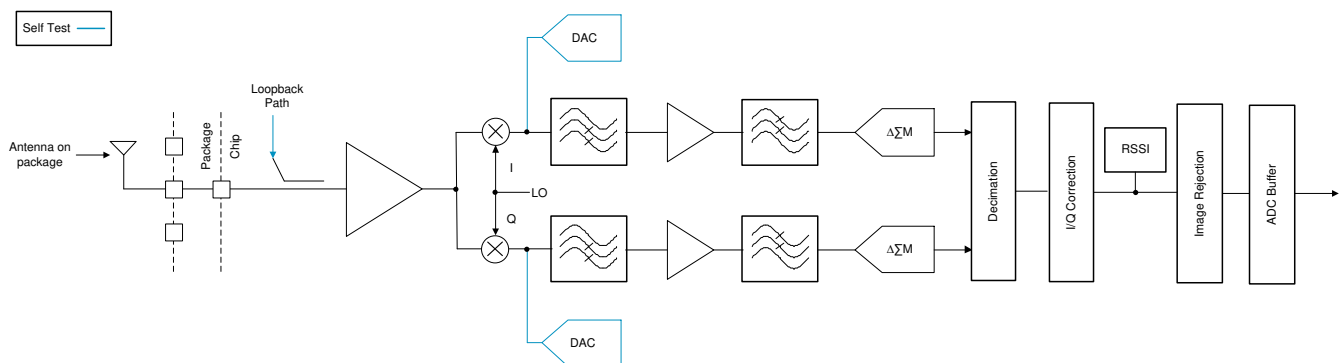 Self Test
DAC
Loopback
Path
Antenna on
package
Package
Chip
I
LO
Q
ΔΣM
ΔΣM
DAC
Decimation
I/Q Correction
RSSI
Image Rejection
ADC Buffer